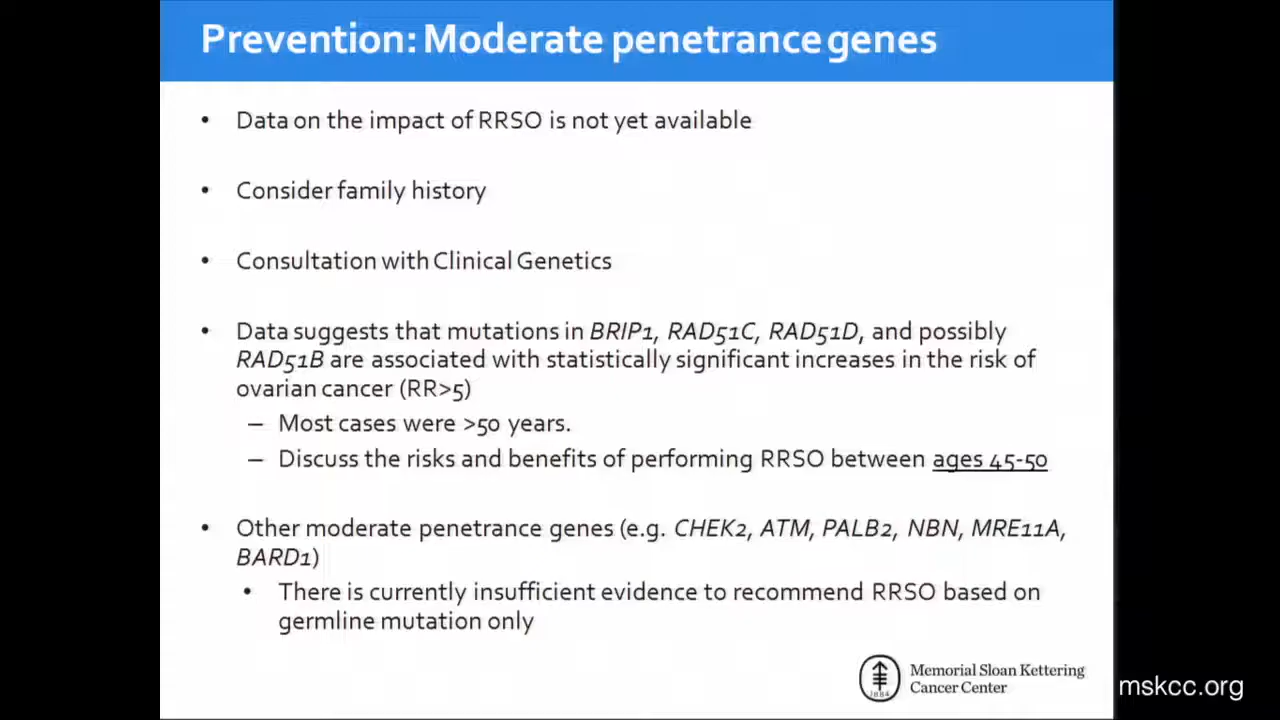 Prevention: Moderate penetrance genes
• Data on the impact of RRSO is not yet available
• Consider family history
• Consultation with Clinical Genetics
• Data suggests that mutations in BRIP1, RAD51C, RAD51D, and possibly
RAD51B are associated with statistically significant increases in the risk of
ovarian cancer (RR>5)
– Most cases were >50 years.
– Discuss the risks and benefits of performing RRSO between ages 45-50
• Other moderate penetrance genes (e.g. CHEK2, ATM, PALB2, NBN, MRE11A,
BARD1)
• There is currently insufficient evidence to recommend RRSO based on
germline mutation only
1884
Memorial Sloan Kettering
Cancer Center
mskcc.org